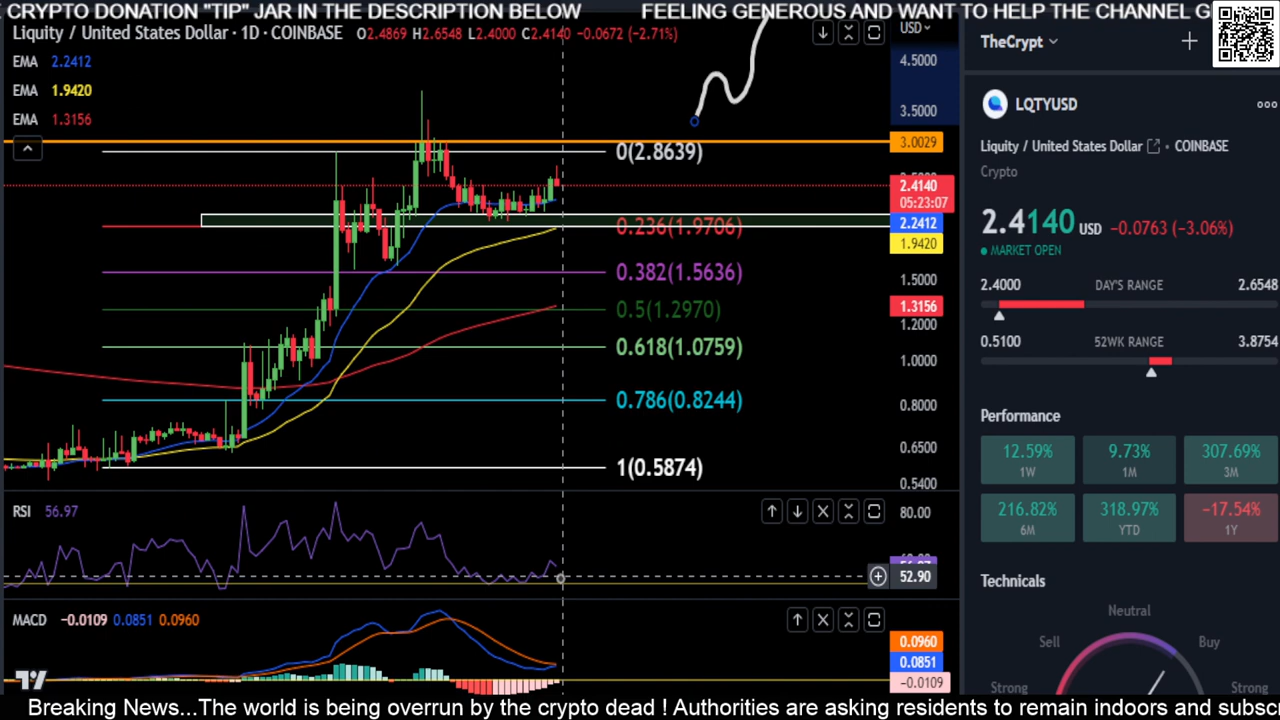 CRYPTO DONATION "TIP" JAR IN THE DESCRIPTION BELOW FEELING GENEROUS AND WANT TO HELP THE CHANNEL G
Liquity / United States Dollar · 1D · COINBASE O2.4869 H2.6548 L2.4000 C2.4140 -0.0672 (-2.71%)
USD
EMA 2.2412
EMA 1.9420
EMA 1.3156
4.5000
3.5000
3.0029
2.4140
05:23:07
2.2412
1.9420
1.5000
1.3156
1.2000
1.0000
0.8000
0.6500
0.5400
0(2.8639)
0.236(1.9706)
0.382(1.5636)
0.5(1.2970)
0.618(1.0759)
0.786(0.8244)
1(0.5874)
RSI 56.97
80.00
52.90
MACD -0.0109 0.0851 0.0960
0.0960
0.0851
-0.0109
TheCrypt
LQTYUSD
Liquity / United States Dollar · COINBASE
Crypto
2.4140 USD -0.0763 (-3.06%)
MARKET OPEN
2.4000 DAY'S RANGE 2.6548
0.5100 52WK RANGE 3.8754
Performance
12.59% 9.73% 307.69%
1W 1M 3M
216.82% 318.97% -17.54%
6M YTD 1Y
Technicals
Neutral
Sell Buy
Strong Strong
Breaking News...The world is being overrun by the crypto dead ! Authorities are asking residents to remain indoors and subsc